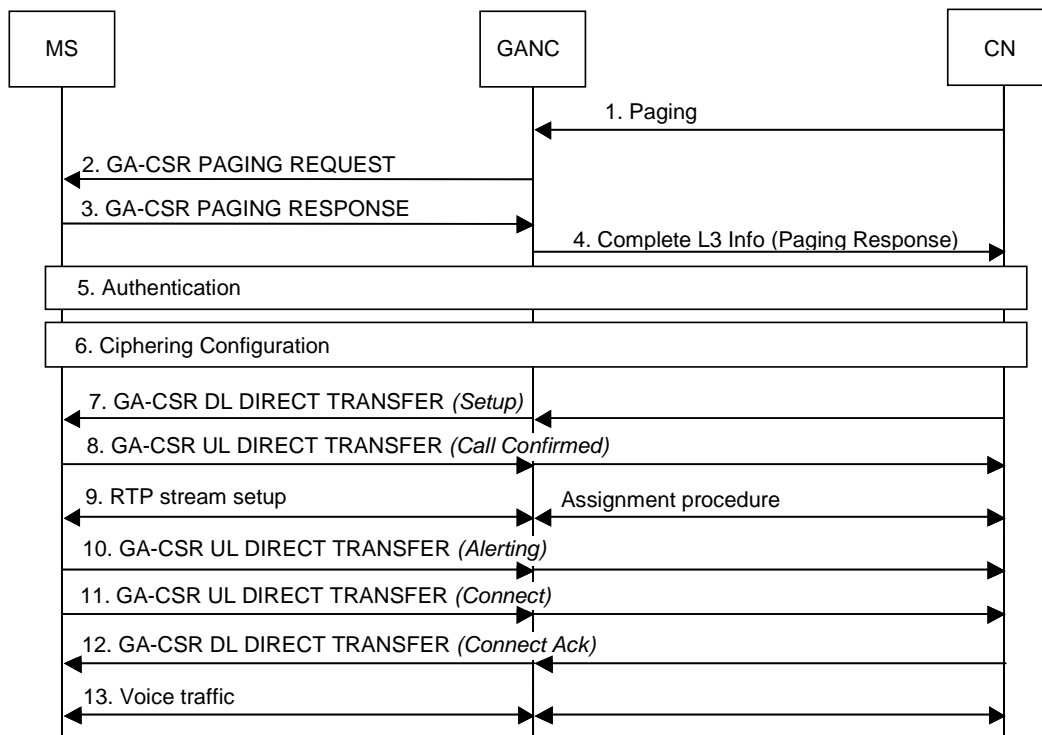 MS
GANC
CN
1. Paging
2. GA-CSR PAGING REQUEST
3. GA-CSR PAGING RESPONSE
4. Complete L3 Info (Paging Response)
5. Authentication
6. Ciphering Configuration
7. GA-CSR DL DIRECT TRANSFER (Setup)
8. GA-CSR UL DIRECT TRANSFER (Call Confirmed)
9. RTP stream setup
Assignment procedure
10. GA-CSR UL DIRECT TRANSFER (Alerting)
11. GA-CSR UL DIRECT TRANSFER (Connect)
12. GA-CSR DL DIRECT TRANSFER (Connect Ack)
13. Voice traffic